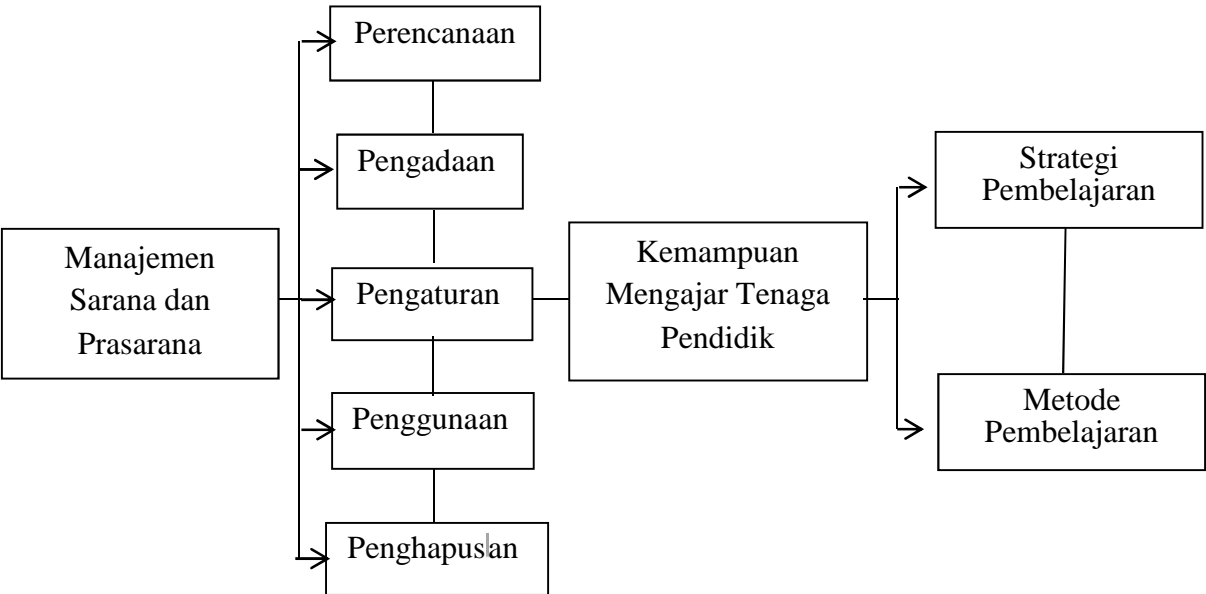 Perencanaan
Pengadaan
Manajemen
Sarana dan
Prasarana
Pengaturan
Penggunaan
Penghapusan
Kemampuan
Mengajar Tenaga
Pendidik
Strategi
Pembelajaran
Metode
Pembelajaran